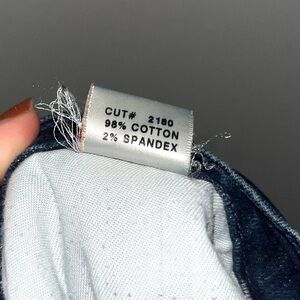 CUT# 2180
98% COTTON
2% SPANDEX